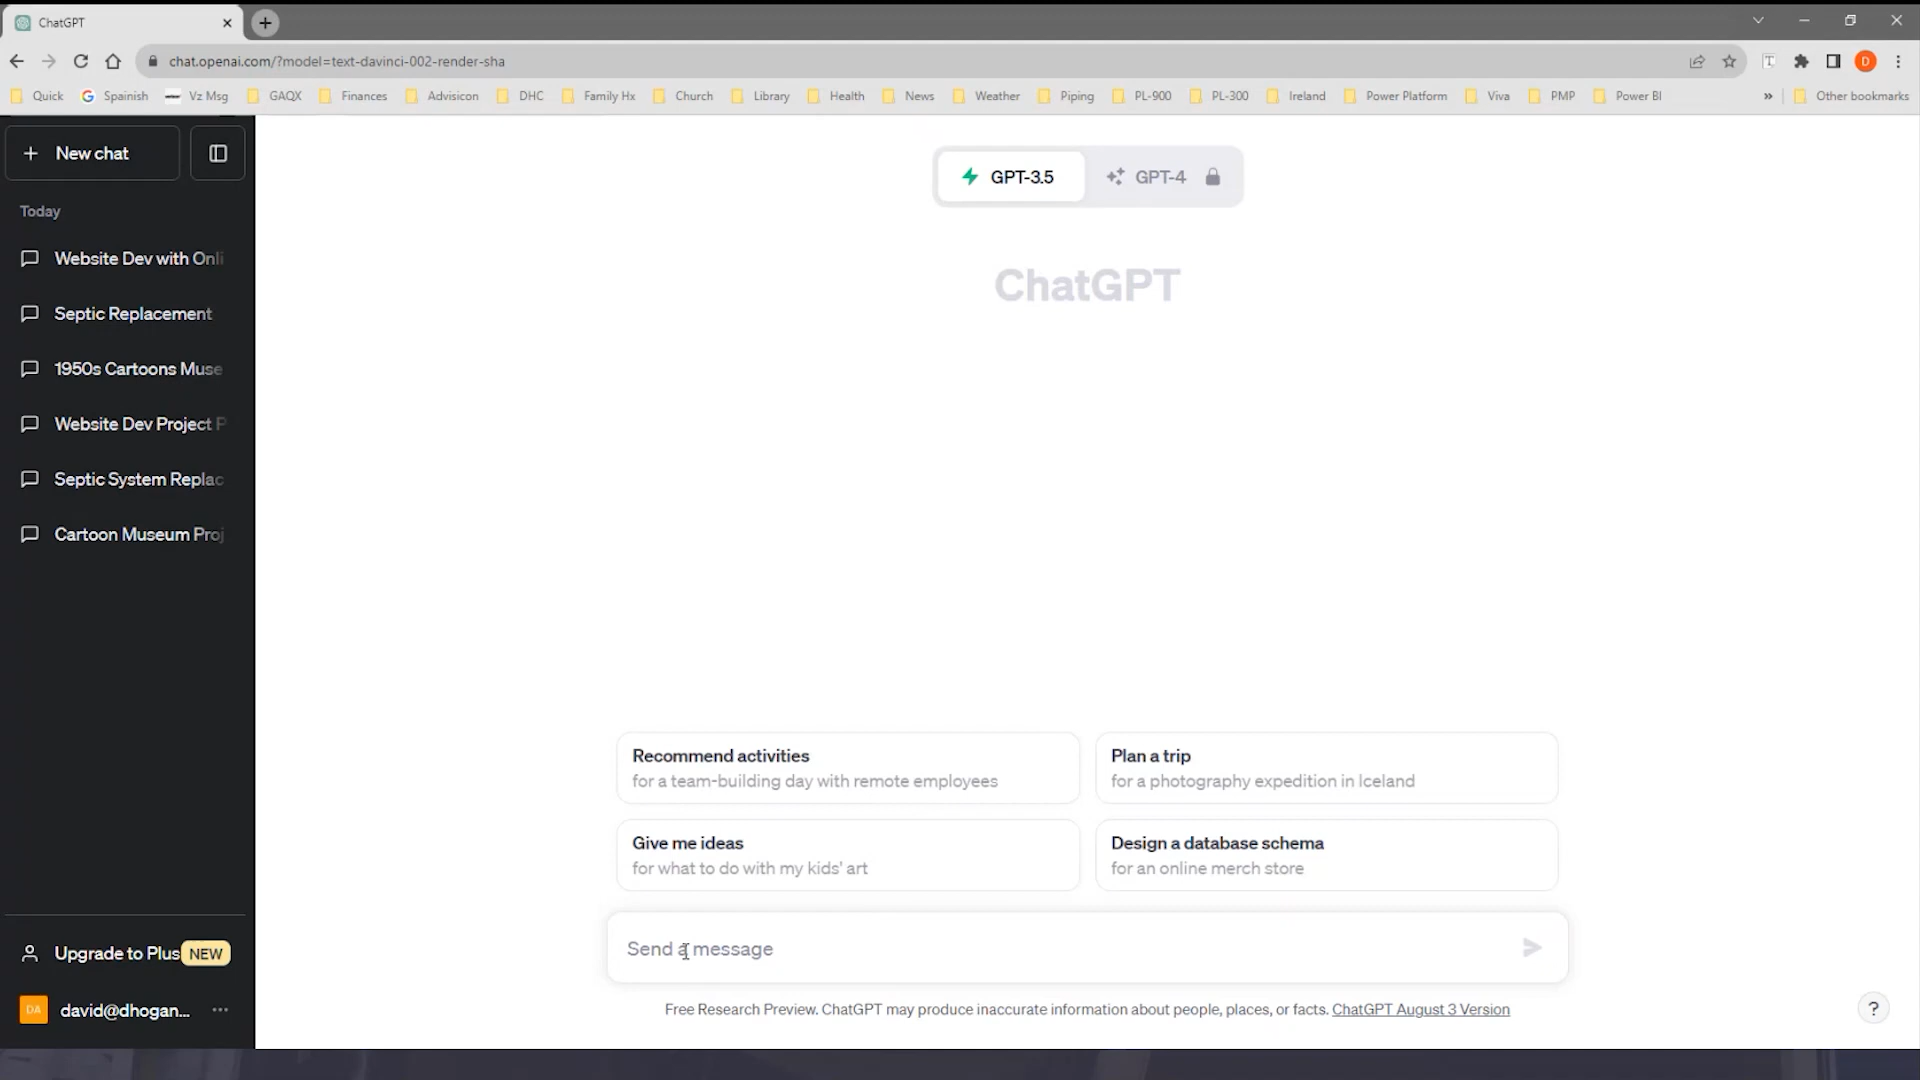 ChatGPT
chat.openai.com/?model=text-davinci-002-render-sha
D
Quick Spainish Vz Msg GAQX Finances Advisicon DHC Family Hx Church Library Health News Weather Piping PL-900 PL-300 Ireland Power Platform Viva PMP Power BI » Other bookmarks
New chat
Today
Website Dev with Onli
Septic Replacement
1950s Cartoons Muse
Website Dev Project P
Septic System Replac
Cartoon Museum Proj
Upgrade to Plus NEW
DA david@dhogan...
GPT-3.5 GPT-4
ChatGPT
Recommend activities
for a team-building day with remote employees
Plan a trip
for a photography expedition in Iceland
Give me ideas
for what to do with my kids' art
Design a database schema
for an online merch store
Send a message
Free Research Preview. ChatGPT may produce inaccurate information about people, places, or facts. ChatGPT August 3 Version
?